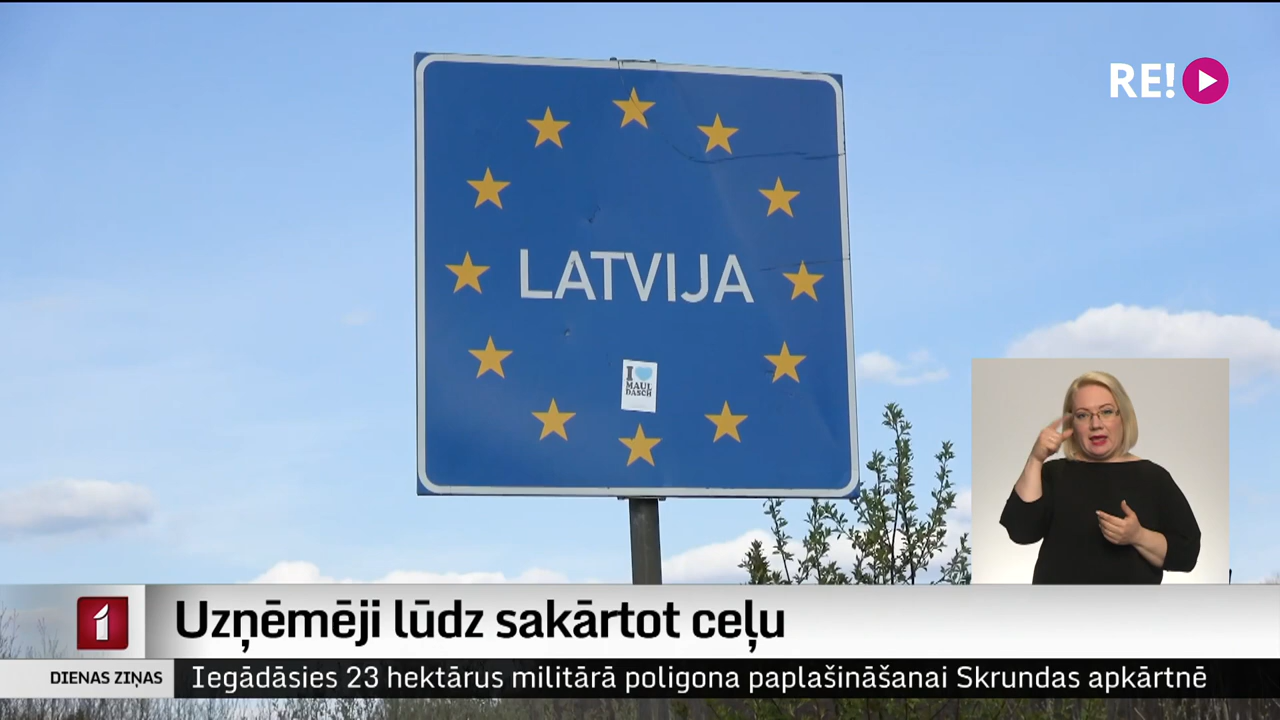 RE!
LATVIJA
I
MAUL
DASCH
1
Uzņēmēji lūdz sakārtot ceļu
DIENAS ZIŅAS
Iegādāsies 23 hektārus militārā poligona paplašināšanai Skrundas apkārtnē